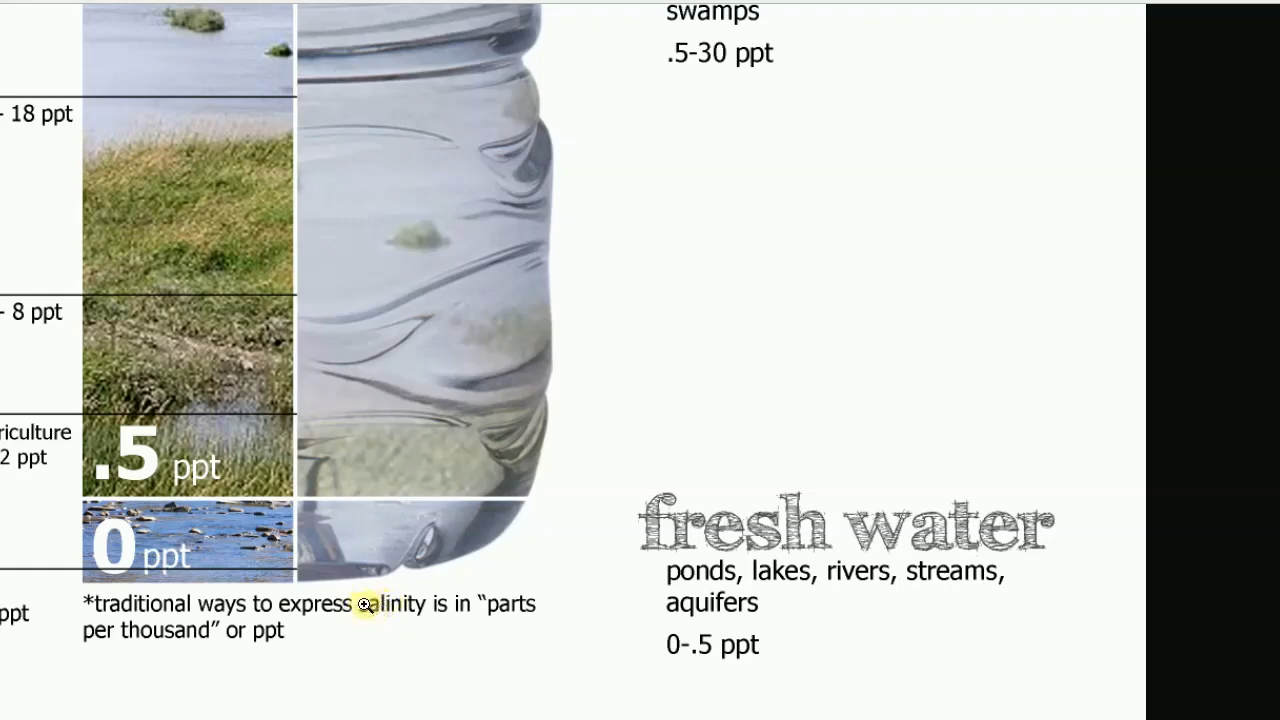 swamps
.5-30 ppt
- 18 ppt
- 8 ppt
riculture
2 ppt
.5 ppt
0 ppt
fresh water
ponds, lakes, rivers, streams,
aquifers
0-.5 ppt
ppt
*traditional ways to express salinity is in “parts
per thousand” or ppt